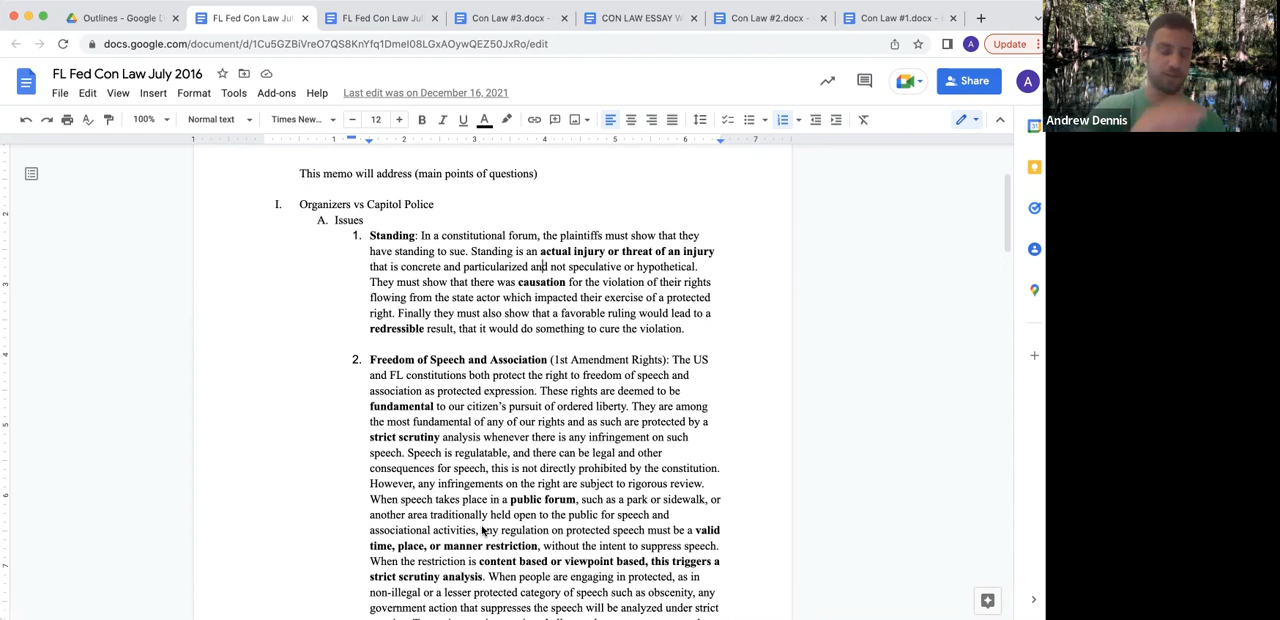 Outlines - Google D
FL Fed Con Law Jul
FL Fed Con Law Jul
Con Law #3.docx -
CON LAW ESSAY W
Con Law #2.docx -
Con Law #1.docx -
docs.google.com/document/d/1Cu5GZBiVreO7QS8KnYfq1DmeI08LGxAOywQEZ50JxRo/edit
A
Update
FL Fed Con Law July 2016
File Edit View Insert Format Tools Add-ons Help Last edit was on December 16, 2021
Share
A
100% Normal text Times New... 12 B I U A
Andrew Dennis
1 1 2 3 4 5 6 7
This memo will address (main points of questions)
I. Organizers vs Capitol Police
A. Issues
1. Standing: In a constitutional forum, the plaintiffs must show that they
have standing to sue. Standing is an actual injury or threat of an injury
that is concrete and particularized and not speculative or hypothetical.
They must show that there was causation for the violation of their rights
flowing from the state actor which impacted their exercise of a protected
right. Finally they must also show that a favorable ruling would lead to a
redressible result, that it would do something to cure the violation.
2. Freedom of Speech and Association (1st Amendment Rights): The US
and FL constitutions both protect the right to freedom of speech and
association as protected expression. These rights are deemed to be
fundamental to our citizen's pursuit of ordered liberty. They are among
the most fundamental of any of our rights and as such are protected by a
strict scrutiny analysis whenever there is any infringement on such
speech. Speech is regulatable, and there can be legal and other
consequences for speech, this is not directly prohibited by the constitution.
However, any infringements on the right are subject to rigorous review.
When speech takes place in a public forum, such as a park or sidewalk, or
another area traditionally held open to the public for speech and
associational activities, any regulation on protected speech must be a valid
time, place, or manner restriction, without the intent to suppress speech.
When the restriction is content based or viewpoint based, this triggers a
strict scrutiny analysis. When people are engaging in protected, as in
non-illegal or a lesser protected category of speech such as obscenity, any
government action that suppresses the speech will be analyzed under strict